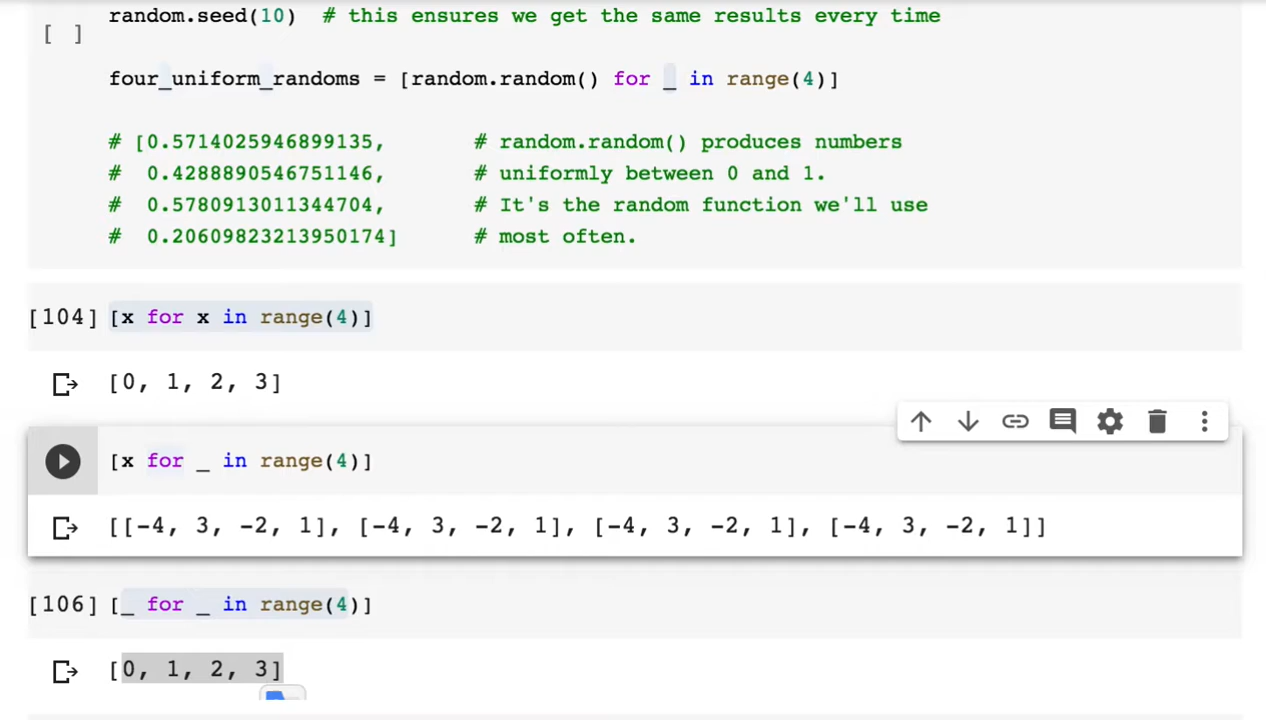 random.seed(10)  # this ensures we get the same results every time
[ ]
four_uniform_randoms = [random.random() for _ in range(4)]
# [0.5714025946899135,       # random.random() produces numbers
#  0.4288890546751146,       # uniformly between 0 and 1.
#  0.5780913011344704,       # It's the random function we'll use
#  0.20609823213950174]      # most often.
[104] [x for x in range(4)]
[0, 1, 2, 3]
[x for _ in range(4)]
[[-4, 3, -2, 1], [-4, 3, -2, 1], [-4, 3, -2, 1], [-4, 3, -2, 1]]
[106] [_ for _ in range(4)]
[0, 1, 2, 3]